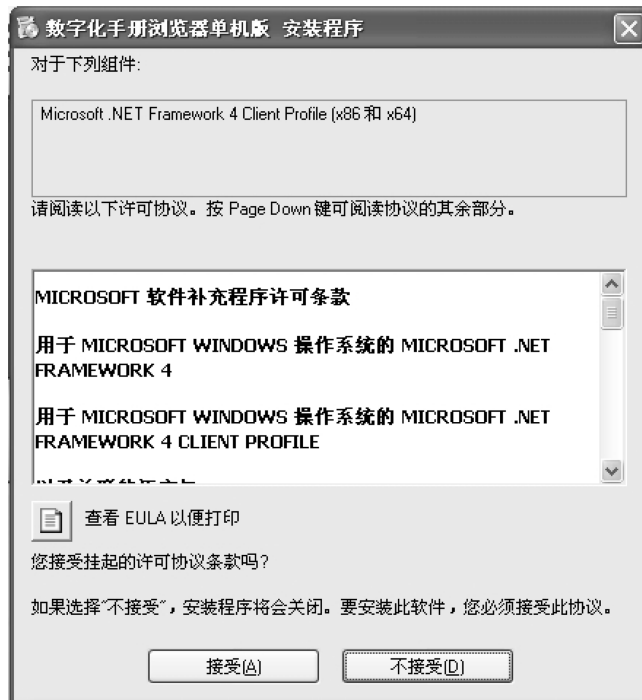 数字化手册浏览器单机版 安装程序
对于下列组件:
Microsoft .NET Framework 4 Client Profile (x86 和 x64)
请阅读以下许可协议。按 Page Down 键可阅读协议的其余部分。
MICROSOFT 软件补充程序许可条款
用于 MICROSOFT WINDOWS 操作系统的 MICROSOFT .NET
FRAMEWORK 4
用于 MICROSOFT WINDOWS 操作系统的 MICROSOFT .NET
FRAMEWORK 4 CLIENT PROFILE
查看 EULA 以便打印
您接受挂起的许可协议条款吗?
如果选择“不接受”，安装程序将会关闭。要安装此软件，您必须接受此协议。
接受(A)
不接受(D)